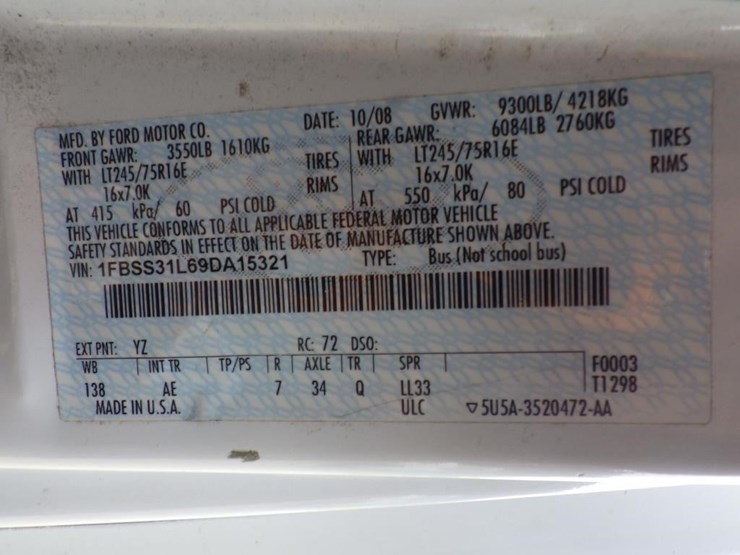 MFD. BY FORD MOTOR CO. DATE: 10/08 GVWR: 9300LB/ 4218KG
FRONT GAWR: 3550LB 1610KG REAR GAWR: 6084LB 2760KG
WITH LT245/75R16E TIRES WITH LT245/75R16E TIRES
16x7.0K RIMS 16x7.0K RIMS
AT 415 kPa/ 60 PSI COLD AT 550 kPa/ 80 PSI COLD
THIS VEHICLE CONFORMS TO ALL APPLICABLE FEDERAL MOTOR VEHICLE
SAFETY STANDARDS IN EFFECT ON THE DATE OF MANUFACTURE SHOWN ABOVE.
VIN: 1FBSS31L69DA15321 TYPE: Bus (Not school bus)
EXT PNT: YZ RC: 72 DSO:
WB INT TR TP/PS R AXLE TR SPR F0003
138 AE 7 34 Q LL33 T1298
MADE IN U.S.A. ULC ▽5U5A-3520472-AA